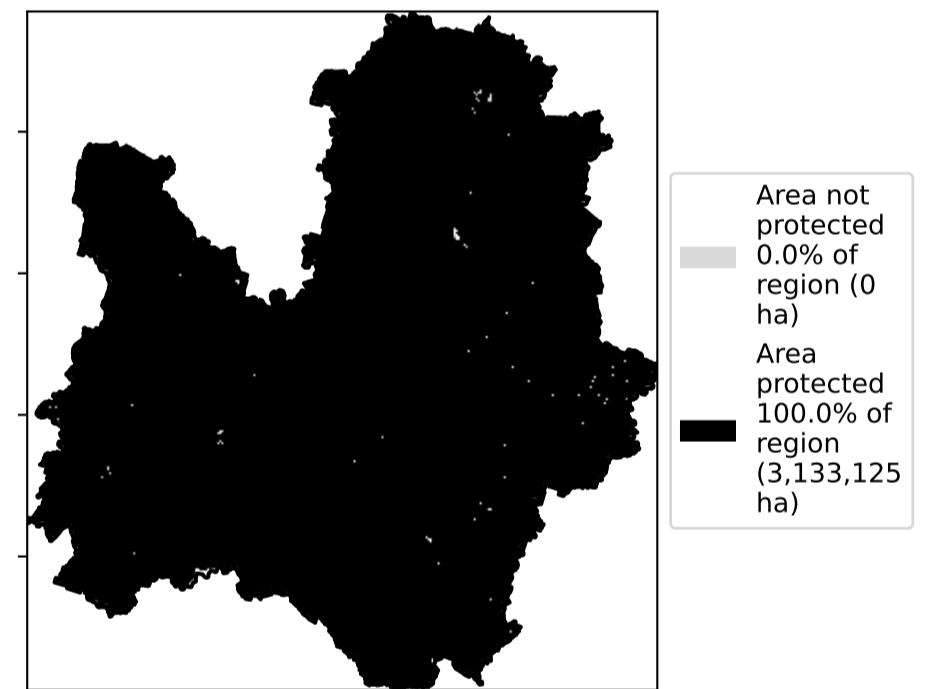 Area not
protected
0.0% of
region (0
ha)
Area
protected
100.0% of
region
(3,133,125
ha)